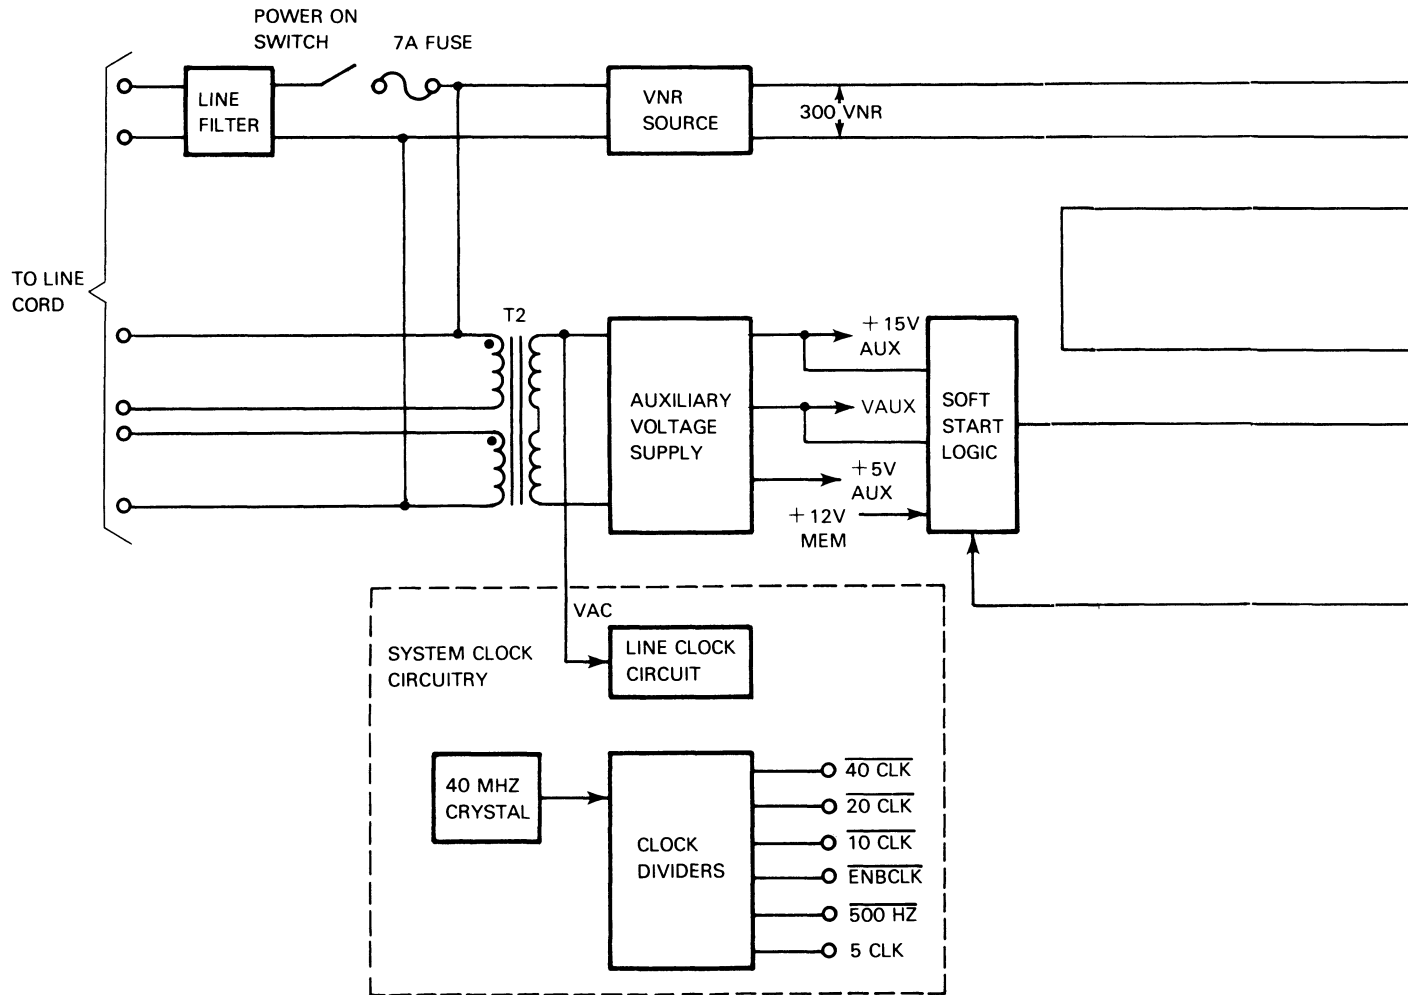 POWER ON
SWITCH
7A FUSE
LINE
FILTER
VNR
SOURCE
300 VNR
TO LINE
CORD
T2
AUXILIARY
VOLTAGE
SUPPLY
+15V
AUX
VAUX
+5V
AUX
+12V
MEM
SOFT
START
LOGIC
VAC
SYSTEM CLOCK
CIRCUITRY
LINE CLOCK
CIRCUIT
40 MHZ
CRYSTAL
CLOCK
DIVIDERS
40 CLK
20 CLK
10 CLK
ENBCLK
500 HZ
5 CLK